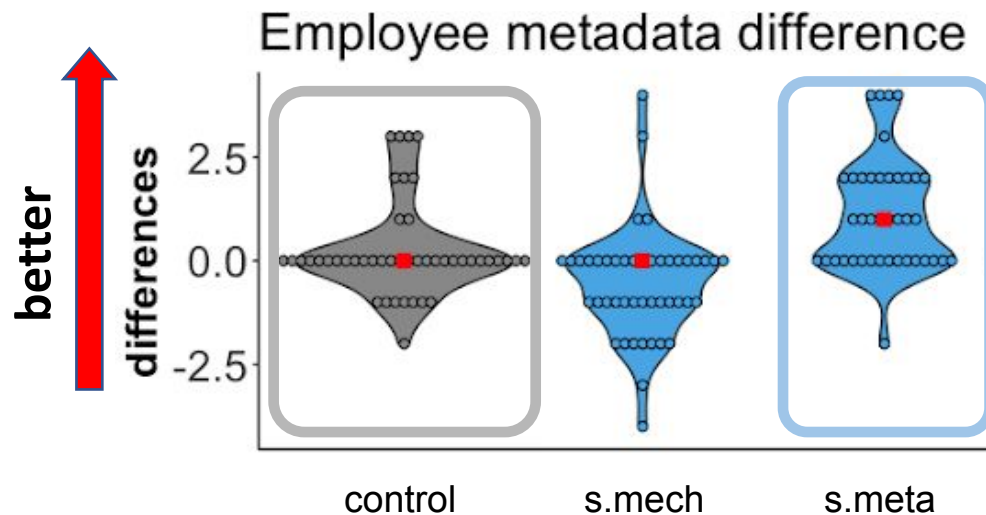 Employee metadata difference
better
differences
2.5
0.0
-2.5
control s.mech s.meta